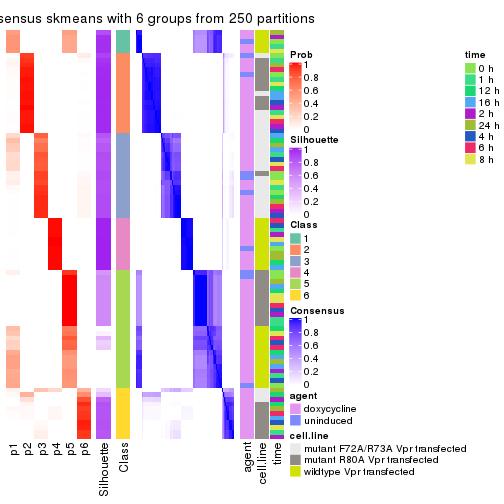 sensus skmeans with 6 groups from 250 partitions
Prob
1
0.8
0.6
0.4
0.2
0
Silhouette
1
0.8
0.6
0.4
0.2
0
Class
1
2
3
4
5
6
Consensus
1
0.8
0.6
0.4
0.2
0
agent
doxycycline
uninduced
cell.line
mutant F72A/R73A Vpr transfected
mutant R80A Vpr transfected
wildtype Vpr transfected
time
0 h
1 h
12 h
16 h
2 h
24 h
4 h
6 h
8 h
p1
p2
p3
p4
p5
p6
Silhouette
Class
agent
cell.line
time